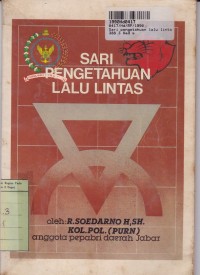 SARI
PENGETAHUAN
LALU LINTAS
oleh: R.SOEDARNO H, SH.
KOL. POL. (PURN)
anggota pepabri daerah Jabar